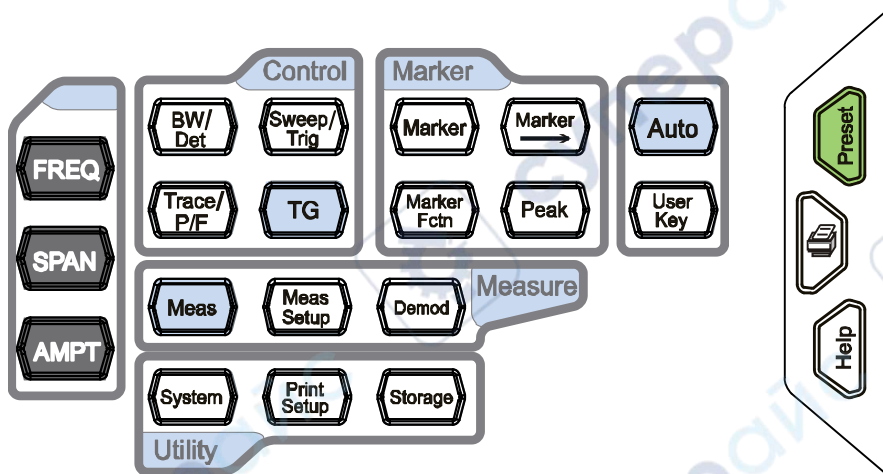 Control
Marker
BW/
Det
Sweep/
Trig
Marker
Marker
Auto
FREQ
Trace/
P/F
TG
Marker
Fctn
Peak
User
Key
SPAN
Meas
Meas
Setup
Demod
Measure
AMPT
System
Print
Setup
Storage
Utility
Preset
Help